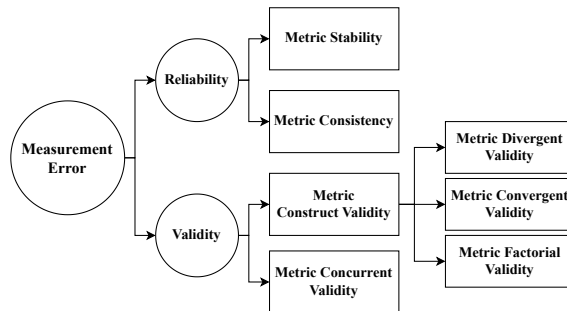 Metric Stability
Reliability
Metric Consistency
Measurement
Error
Metric Divergent
Validity
Metric
Construct Validity
Metric Convergent
Validity
Validity
Metric Concurrent
Validity
Metric Factorial
Validity